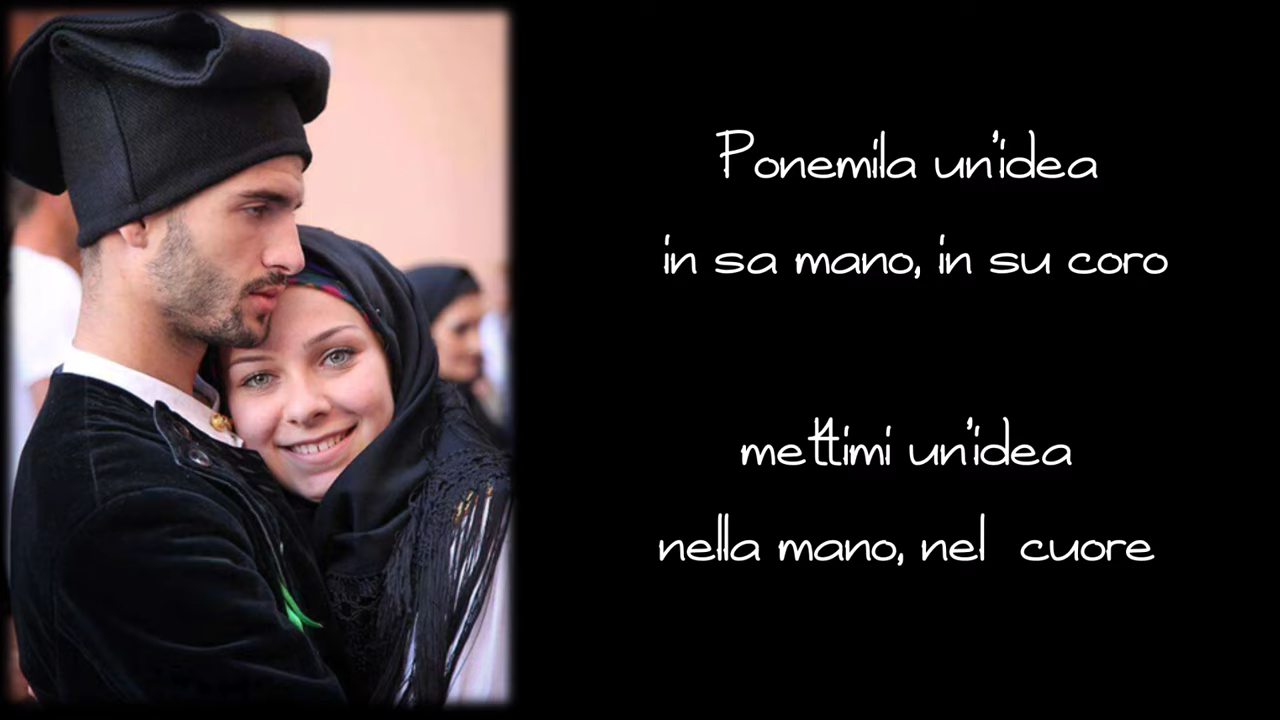 Ponemila un'idea
in sa mano, in su coro
mettimi un'idea
nella mano, nel cuore